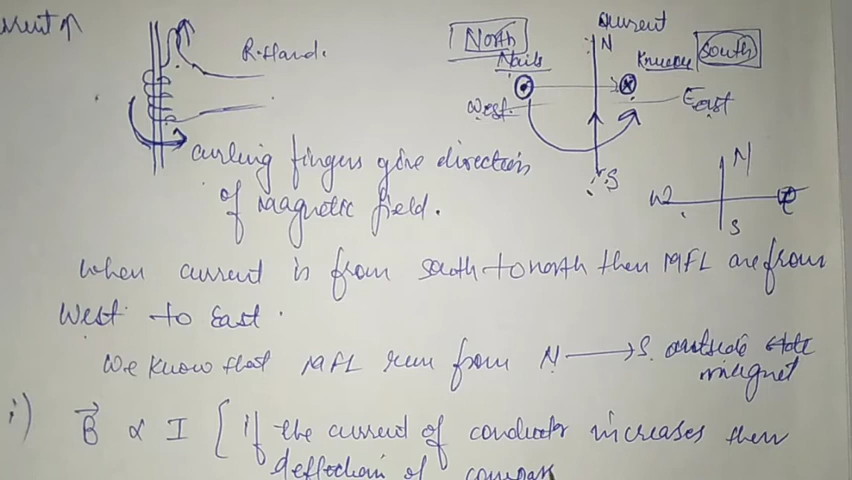 R. Hand.
Current
North
N
South
Nails
Knuckle
West
East
S
curling fingers give direction
of Magnetic field.
N
W
E
S
when current is from south to north then MFL are from
West to East.
We know that MFL run from N → S outside
magnet
i) B⃗ ∝ I [ if the current of conductor increases then
deflection of compass